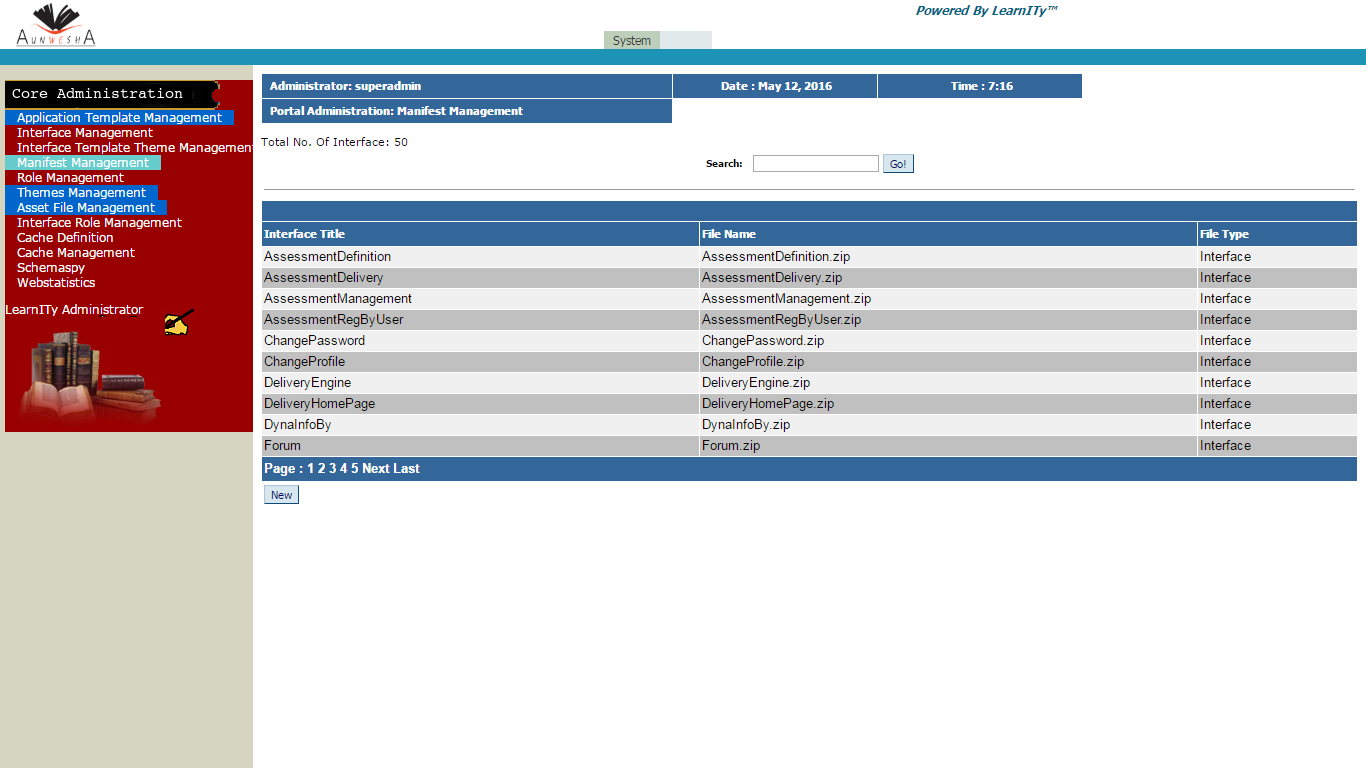 Powered By LearnITy™
AUNWESHA
System
Core Administration
Application Template Management
Interface Management
Interface Template Theme Management
Manifest Management
Role Management
Themes Management
Asset File Management
Interface Role Management
Cache Definition
Cache Management
Schemaspy
Webstatistics
LearnITy Administrator
Administrator: superadmin Date : May 12, 2016 Time : 7:16
Portal Administration: Manifest Management
Total No. Of Interface: 50
Search: Go!
Interface Title File Name File Type
AssessmentDefinition AssessmentDefinition.zip Interface
AssessmentDelivery AssessmentDelivery.zip Interface
AssessmentManagement AssessmentManagement.zip Interface
AssessmentRegByUser AssessmentRegByUser.zip Interface
ChangePassword ChangePassword.zip Interface
ChangeProfile ChangeProfile.zip Interface
DeliveryEngine DeliveryEngine.zip Interface
DeliveryHomePage DeliveryHomePage.zip Interface
DynaInfoBy DynaInfoBy.zip Interface
Forum Forum.zip Interface
Page : 1 2 3 4 5 Next Last
New